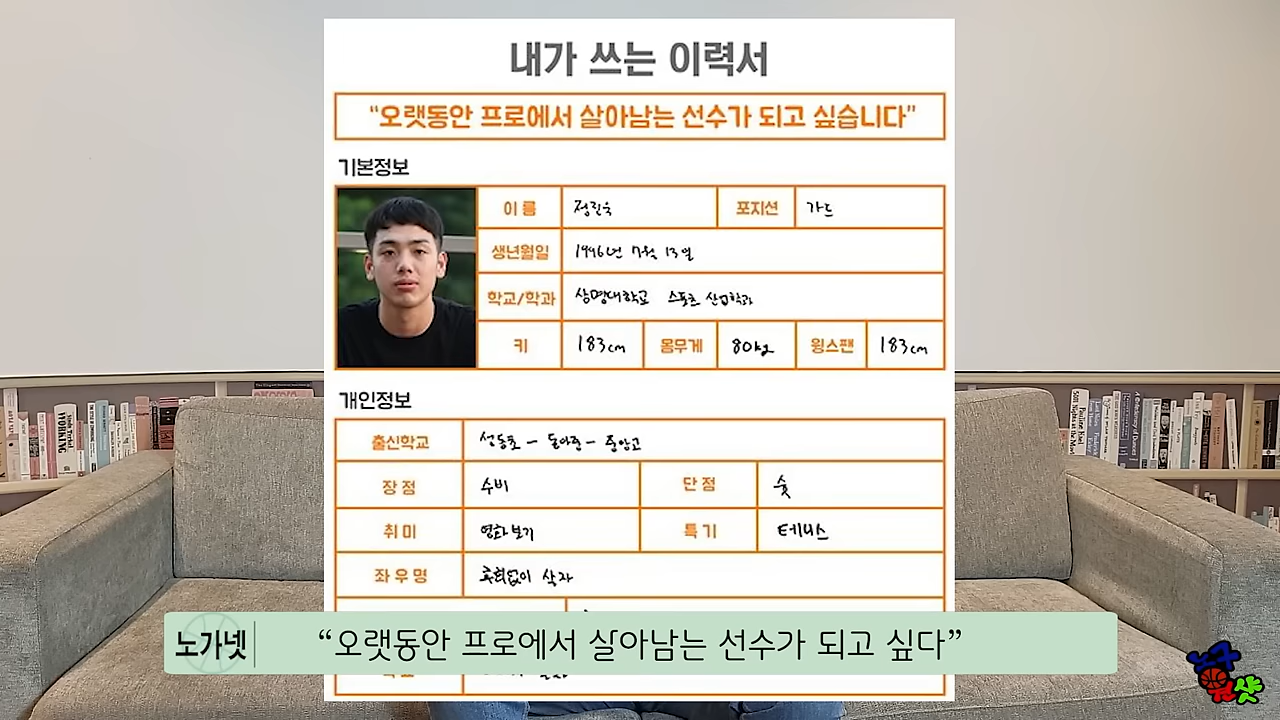 내가 쓰는 이력서
“오랫동안 프로에서 살아남는 선수가 되고 싶습니다”
기본정보
이 름 정진욱 포지션 가드
생년월일 1996년 7월 13일
학교/학과 상명대학교 스포츠 산업학과
키 183cm 몸무게 80kg 윙스팬 183cm
개인정보
출신학교 성동초 - 동아중 - 중앙고
장 점 수비 단 점 슛
취 미 영화보기 특 기 테니스
좌 우 명 후회없이 살자
노가넷 “오랫동안 프로에서 살아남는 선수가 되고 싶다”